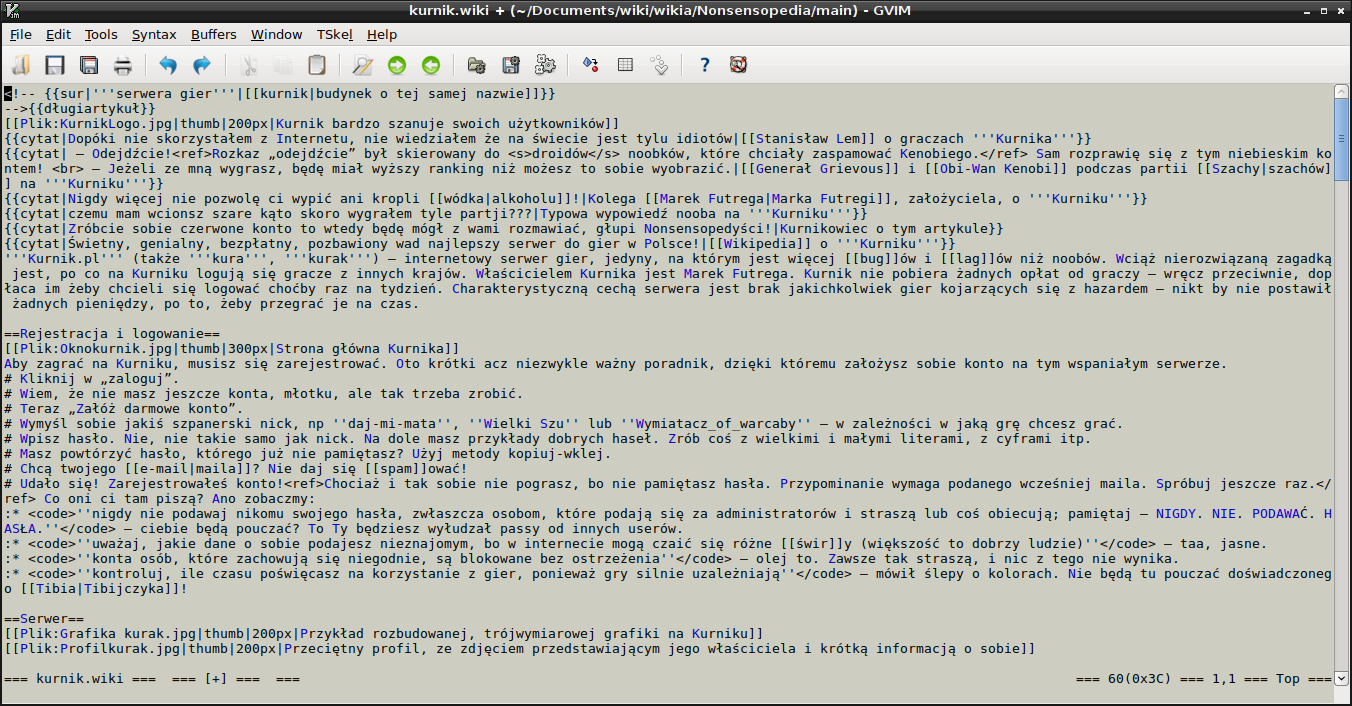 kurnik.wiki + (~/Documents/wiki/wikia/Nonsensopedia/main) - GVIM
File Edit Tools Syntax Buffers Window TSkel Help
<!-- {{sur|'''serwera gier'''|[[kurnik|budynek o tej samej nazwie]]}}
-->{{długiartykuł}}
[[Plik:KurnikLogo.jpg|thumb|200px|Kurnik bardzo szanuje swoich użytkowników]]
{{cytat|Dopóki nie skorzystałem z Internetu, nie wiedziałem że na świecie jest tylu idiotów|[[Stanisław Lem]] o graczach '''Kurnika'''}}
{{cytat| – Odejdźcie!<ref>Rozkaz „odejdźcie” był skierowany do <s>droidów</s> noobków, które chciały zaspamować Kenobiego.</ref> Sam rozprawię się z tym niebieskim ko
ntem! <br> – Jeżeli ze mną wygrasz, będę miał wyższy ranking niż możesz to sobie wyobrazić.|[[Generał Grievous]] i [[Obi-Wan Kenobi]] podczas partii [[Szachy|szachów]
] na '''Kurniku'''}}
{{cytat|Nigdy więcej nie pozwolę ci wypić ani kropli [[wódka|alkoholu]]!|Kolega [[Marek Futrega|Marka Futregi]], założyciela, o '''Kurniku'''}}
{{cytat|czemu mam wcionsz szare kąto skoro wygrałem tyle partji???|Typowa wypowiedź nooba na '''Kurniku'''}}
{{cytat|Zróbcie sobie czerwone konto to wtedy będę mógł z wami rozmawiać, głupi Nonsensopedyści!|Kurnikowiec o tym artykule}}
{{cytat|Świetny, genialny, bezpłatny, pozbawiony wad najlepszy serwer do gier w Polsce!|[[Wikipedia]] o '''Kurniku'''}}
'''Kurnik.pl''' (także '''kura''', '''kurak''') – internetowy serwer gier, jedyny, na którym jest więcej [[bug]]ów i [[lag]]ów niż noobów. Wciąż nierozwiązaną zagadką
jest, po co na Kurniku logują się gracze z innych krajów. Właścicielem Kurnika jest Marek Futrega. Kurnik nie pobiera żadnych opłat od graczy – wręcz przeciwnie, dop
łaca im żeby chcieli się logować choćby raz na tydzień. Charakterystyczną cechą serwera jest brak jakichkolwiek gier kojarzących się z hazardem – nikt by nie postawił
żadnych pieniędzy, po to, żeby przegrać je na czas.
==Rejestracja i logowanie==
[[Plik:Oknokurnik.jpg|thumb|300px|Strona główna Kurnika]]
Aby zagrać na Kurniku, musisz się zarejestrować. Oto krótki acz niezwykle ważny poradnik, dzięki któremu założysz sobie konto na tym wspaniałym serwerze.
# Kliknij w „zaloguj”.
# Wiem, że nie masz jeszcze konta, młotku, ale tak trzeba zrobić.
# Teraz „Załóż darmowe konto”.
# Wymyśl sobie jakiś szpanerski nick, np ''daj-mi-mata'', ''Wielki Szu'' lub ''Wymiatacz_of_warcaby'' – w zależności w jaką grę chcesz grać.
# Wpisz hasło. Nie, nie takie samo jak nick. Na dole masz przykłady dobrych haseł. Zrób coś z wielkimi i małymi literami, z cyframi itp.
# Masz powtórzyć hasło, którego już nie pamiętasz? Użyj metody kopiuj-wklej.
# Chcą twojego [[e-mail|maila]]? Nie daj się [[spam]]ować!
# Udało się! Zarejestrowałeś konto!<ref>Chociaż i tak sobie nie pograsz, bo nie pamiętasz hasła. Przypominanie wymaga podanego wcześniej maila. Spróbuj jeszcze raz.</
ref> Co oni ci tam piszą? Ano zobaczmy:
:* <code>''nigdy nie podawaj nikomu swojego hasła, zwłaszcza osobom, które podają się za administratorów i straszą lub coś obiecują; pamiętaj – NIGDY. NIE. PODAWAĆ. H
ASŁA.''</code> – ciebie będą pouczać? To Ty będziesz wyłudzał passy od innych userów.
:* <code>''uważaj, jakie dane o sobie podajesz nieznajomym, bo w internecie mogą czaić się różne [[świr]]y (większość to dobrzy ludzie)''</code> – taa, jasne.
:* <code>''konta osób, które zachowują się niegodnie, są blokowane bez ostrzeżenia''</code> – olej to. Zawsze tak straszą, i nic z tego nie wynika.
:* <code>''kontroluj, ile czasu poświęcasz na korzystanie z gier, ponieważ gry silnie uzależniają''</code> – mówił ślepy o kolorach. Nie będą tu pouczać doświadczoneg
o [[Tibia|Tibijczyka]]!
==Serwer==
[[Plik:Grafika kurak.jpg|thumb|200px|Przykład rozbudowanej, trójwymiarowej grafiki na Kurniku]]
[[Plik:Profilkurak.jpg|thumb|200px|Przeciętny profil, ze zdjęciem przedstawiającym jego właściciela i krótką informacją o sobie]]
=== kurnik.wiki ===  === [+] ===  === === 60(0x3C) === 1,1 === Top ===